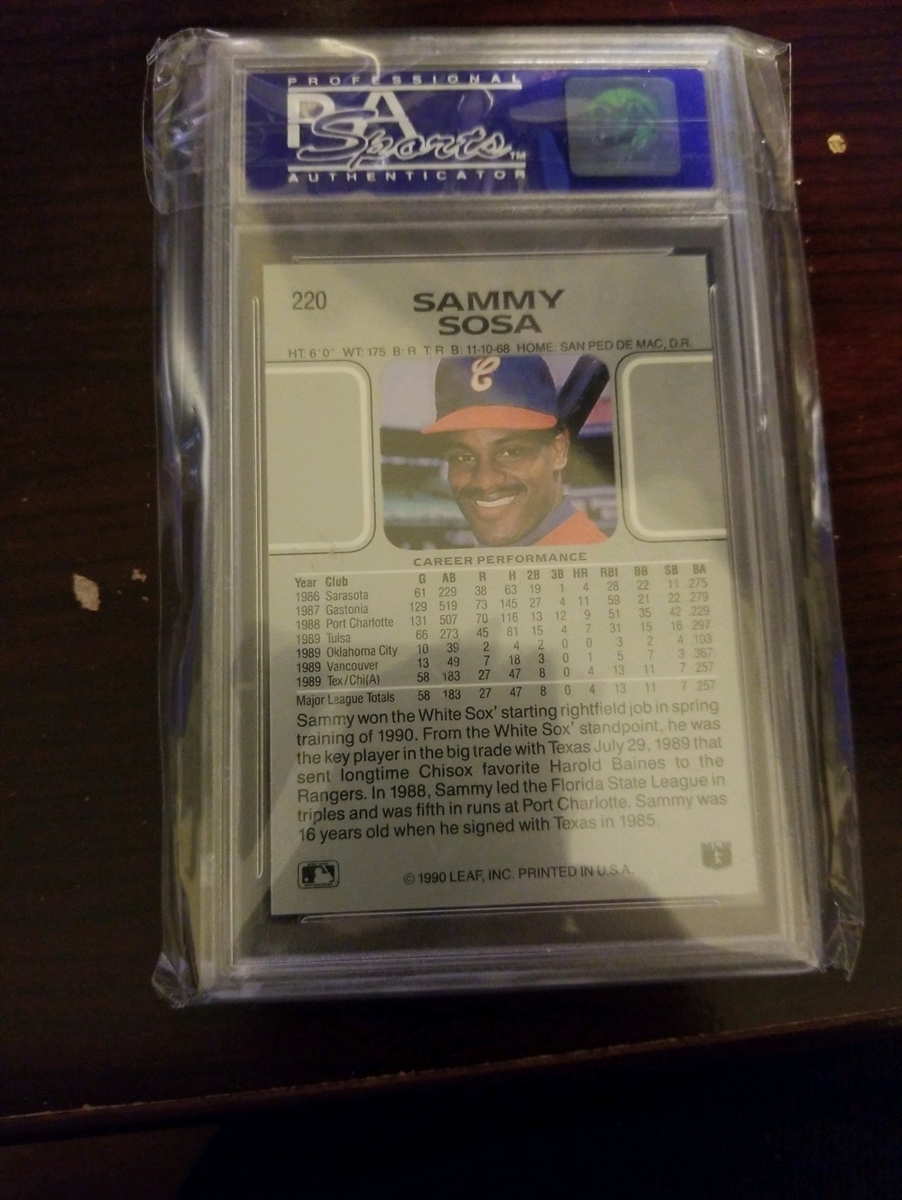 PROFESSIONAL
PSA
Sports™
AUTHENTICATOR
220
SAMMY
SOSA
HT: 6'0" WT: 175 B: R T: R B: 11-10-68 HOME: SAN PED DE MAC, D.R.
C
CAREER PERFORMANCE
Year Club G AB R H 2B 3B HR RBI BB SB BA
1986 Sarasota 61 229 38 63 19 1 4 28 22 11 .275
1987 Gastonia 129 519 73 145 27 4 11 59 21 22 .279
1988 Port Charlotte 131 507 70 116 13 12 9 51 35 42 .229
1989 Tulsa 66 273 45 81 15 4 7 31 15 16 .297
1989 Oklahoma City 10 39 2 4 2 0 0 3 2 4 .103
1989 Vancouver 13 49 7 18 3 0 1 5 7 3 .367
1989 Tex/Chi(A) 58 183 27 47 8 0 4 13 11 7 .257
Major League Totals 58 183 27 47 8 0 4 13 11 7 .257
Sammy won the White Sox' starting rightfield job in spring
training of 1990. From the White Sox' standpoint, he was
the key player in the big trade with Texas July 29, 1989 that
sent longtime Chisox favorite Harold Baines to the
Rangers. In 1988, Sammy led the Florida State League in
triples and was fifth in runs at Port Charlotte. Sammy was
16 years old when he signed with Texas in 1985.
© 1990 LEAF, INC. PRINTED IN U.S.A.